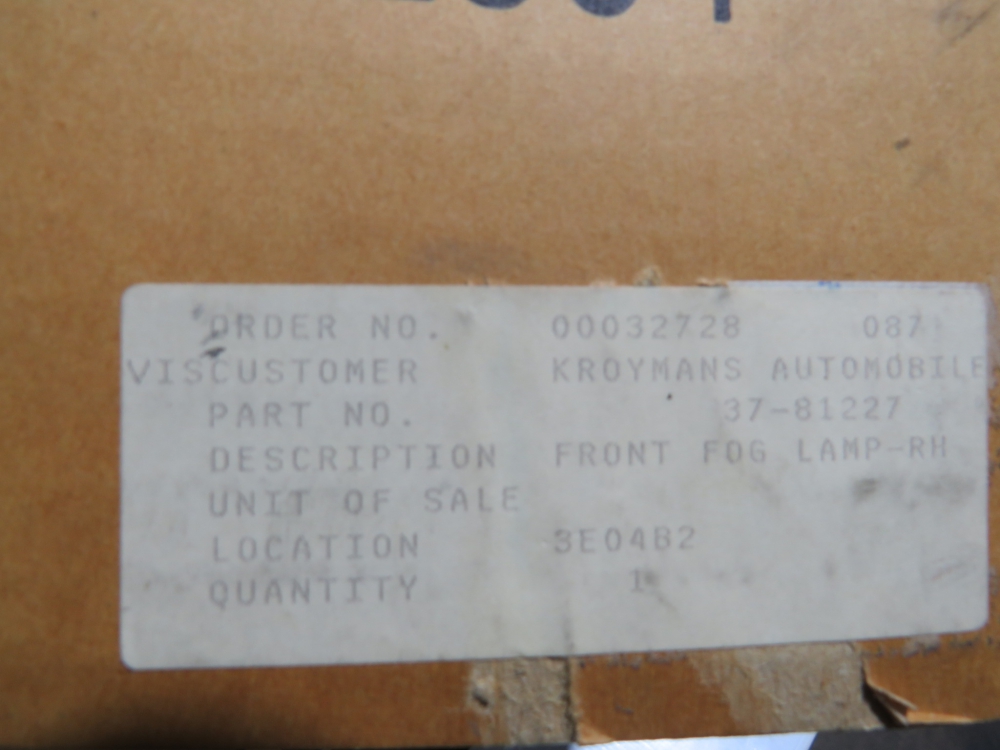 ORDER NO. 00032728 087
VISCUSTOMER KROYMANS AUTOMOBILE
PART NO. 37-81227
DESCRIPTION FRONT FOG LAMP-RH
UNIT OF SALE
LOCATION 3E04B2
QUANTITY 1